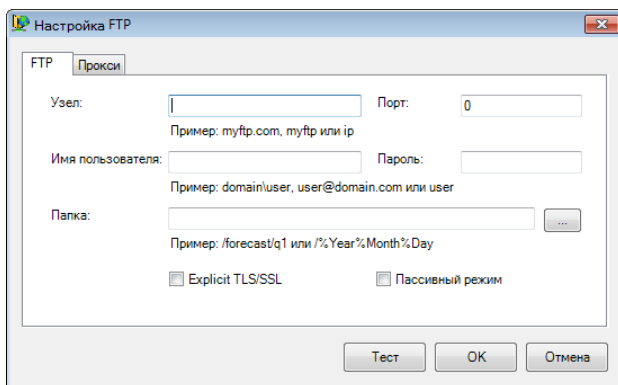 Настройка FTP
FTP Прокси
Узел: Порт: 0
Пример: myftp.com, myftp или ip
Имя пользователя: Пароль:
Пример: domain\user, user@domain.com или user
Папка: ...
Пример: /forecast/q1 или /%Year%Month%Day
Explicit TLS/SSL Пассивный режим
Тест OK Отмена